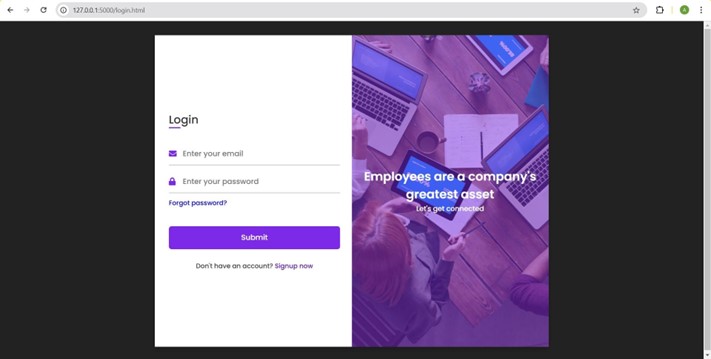 127.0.0.1:5000/login.html
A
Login
Enter your email
Enter your password
Forgot password?
Submit
Don't have an account? Signup now
Employees are a company's
greatest asset
Let's get connected